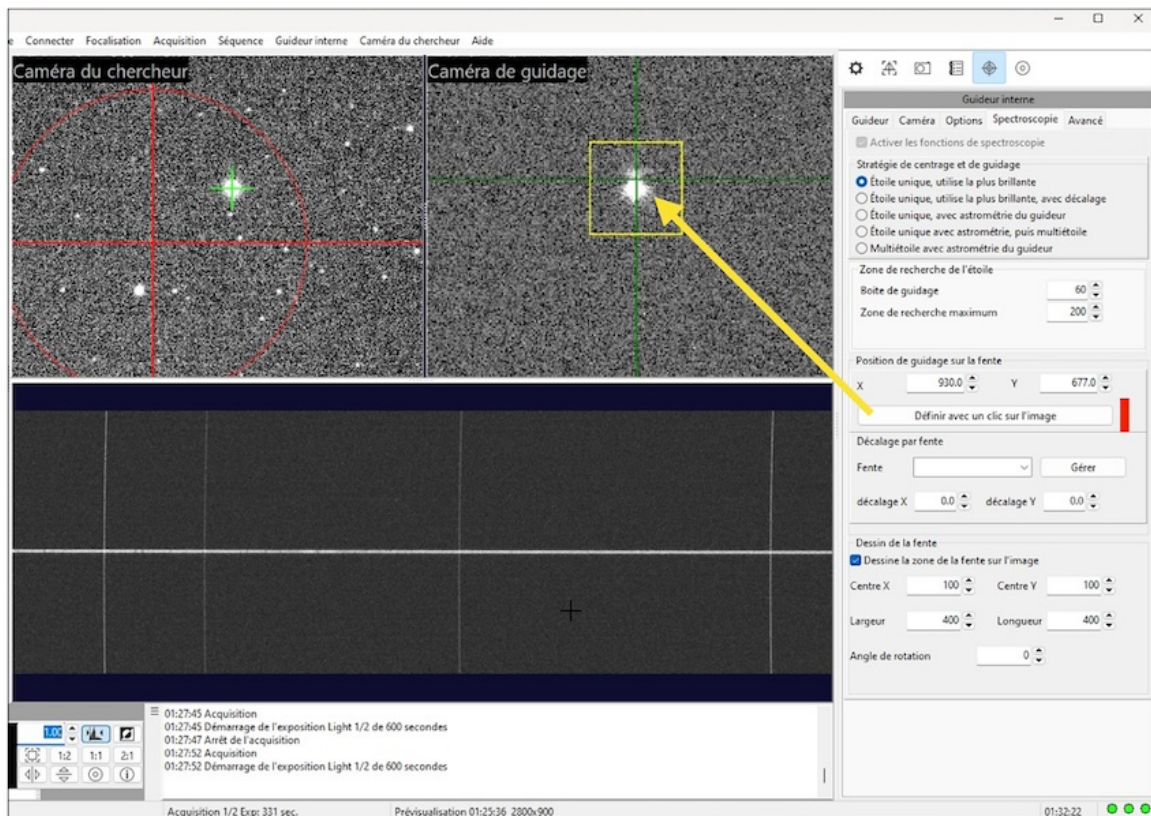 Connecter Focalisation Acquisition Séquence Guideur interne Caméra du chercheur Aide
Caméra du chercheur
Caméra de guidage
Guideur interne
Guideur Caméra Options Spectroscopie Avancé
Activer les fonctions de spectroscopie
Stratégie de centrage et de guidage
Étoile unique, utilise la plus brillante
Étoile unique, utilise la plus brillante, avec décalage
Étoile unique, avec astrométrie du guideur
Étoile unique avec astrométrie, puis multiétoile
Multiétoile avec astrométrie du guideur
Zone de recherche de l'étoile
Boite de guidage 60
Zone de recherche maximum 200
Position de guidage sur la fente
X 930.0 Y 677.0
Définir avec un clic sur l'image
Décalage par fente
Fente Gérer
décalage X 0.0 décalage Y 0.0
Dessin de la fente
Dessine la zone de la fente sur l'image
Centre X 100 Centre Y 100
Largeur 400 Longueur 400
Angle de rotation 0
1.00
1:2 1:1 2:1
01:27:45 Acquisition
01:27:45 Démarrage de l'exposition Light 1/2 de 600 secondes
01:27:47 Arrêt de l'acquisition
01:27:52 Acquisition
01:27:52 Démarrage de l'exposition Light 1/2 de 600 secondes
Acquisition 1/2 Exp: 331 sec. Prévisualisation 01:25:36 2800x900 01:32:22